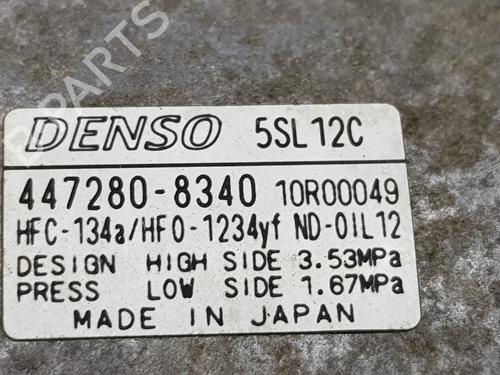 B PARTS
DENSO 5SL12C
447280-8340 10R00049
HFC-134a/HFO-1234yf ND-OIL12
DESIGN HIGH SIDE 3.53MPa
PRESS LOW SIDE 1.67MPa
MADE IN JAPAN